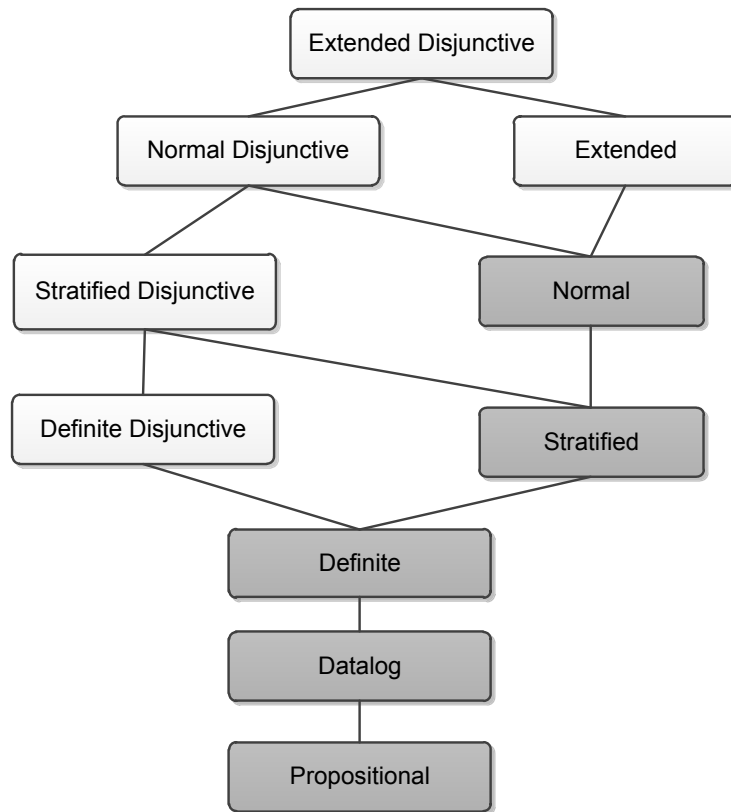 Extended Disjunctive
Normal Disjunctive
Extended
Stratified Disjunctive
Normal
Definite Disjunctive
Stratified
Definite
Datalog
Propositional